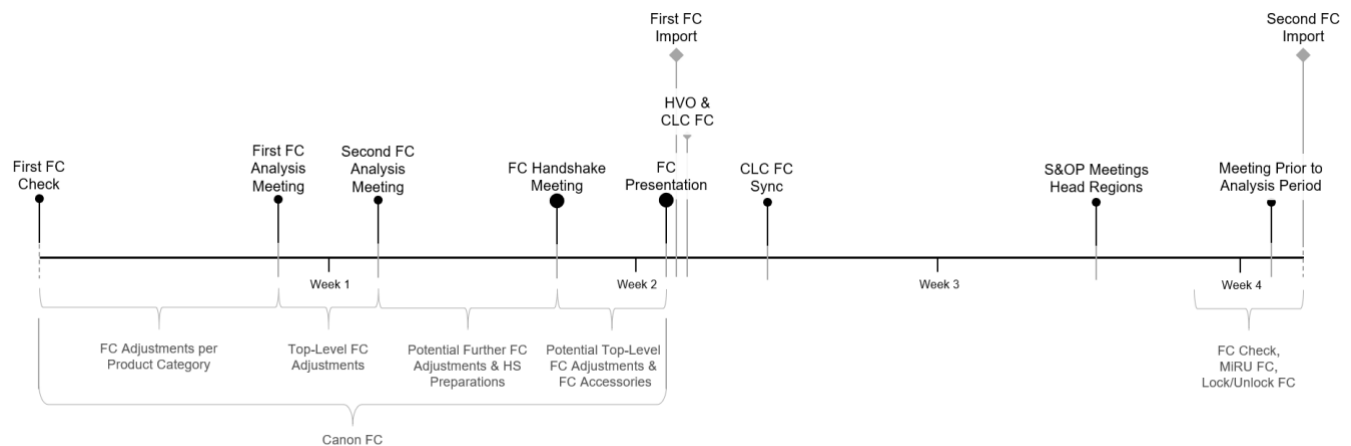 First FC
Import
Second FC
Import
HVO &
CLC FC
First FC
Check
First FC
Analysis
Meeting
Second FC
Analysis
Meeting
FC Handshake
Meeting
FC
Presentation
CLC FC
Sync
S&OP Meetings
Head Regions
Meeting Prior to
Analysis Period
Week 1
Week 2
Week 3
Week 4
FC Adjustments per
Product Category
Top-Level FC
Adjustments
Potential Further FC
Adjustments & HS
Preparations
Potential Top-Level
FC Adjustments &
FC Accessories
FC Check,
MiRU FC,
Lock/Unlock FC
Canon FC